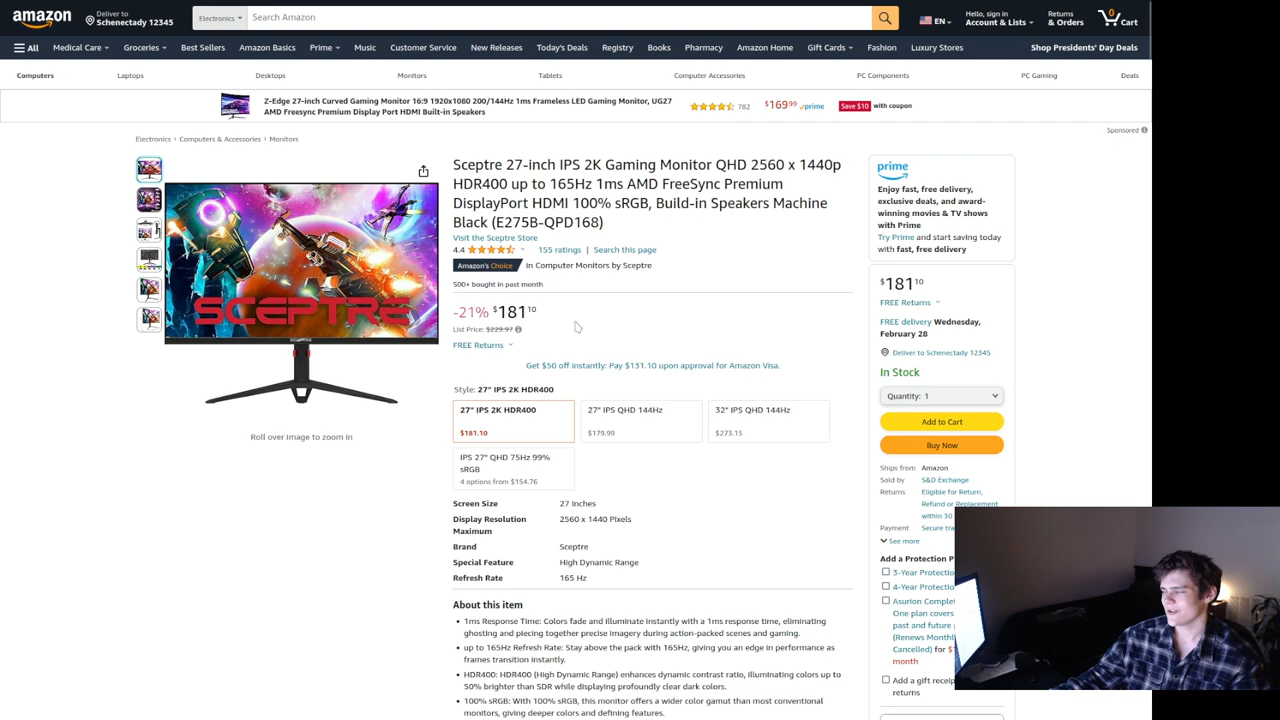 amazon
Deliver to
Schenectady 12345
Electronics
Search Amazon
EN
Hello, sign in
Account & Lists
Returns
& Orders
0
Cart
All
Medical Care
Groceries
Best Sellers
Amazon Basics
Prime
Music
Customer Service
New Releases
Today's Deals
Registry
Books
Pharmacy
Amazon Home
Gift Cards
Fashion
Luxury Stores
Shop Presidents' Day Deals
Computers
Laptops
Desktops
Monitors
Tablets
Computer Accessories
PC Components
PC Gaming
Deals
Z-Edge 27-inch Curved Gaming Monitor 16:9 1920x1080 200/144Hz 1ms Frameless LED Gaming Monitor, UG27
AMD Freesync Premium Display Port HDMI Built-in Speakers
782
$169.99
prime
Save $10 with coupon
Sponsored
Electronics › Computers & Accessories › Monitors
SCEPTRE
Roll over image to zoom in
Sceptre 27-inch IPS 2K Gaming Monitor QHD 2560 x 1440p
HDR400 up to 165Hz 1ms AMD FreeSync Premium
DisplayPort HDMI 100% sRGB, Build-in Speakers Machine
Black (E275B-QPD168)
Visit the Sceptre Store
4.4
155 ratings | Search this page
Amazon's Choice in Computer Monitors by Sceptre
500+ bought in past month
-21% $181.10
List Price: $229.97
FREE Returns
Get $50 off instantly: Pay $131.10 upon approval for Amazon Visa.
Style: 27" IPS 2K HDR400
27" IPS 2K HDR400
$181.10
27" IPS QHD 144Hz
$179.99
32" IPS QHD 144Hz
$273.15
IPS 27" QHD 75Hz 99%
sRGB
4 options from $154.76
Screen Size 27 Inches
Display Resolution 2560 x 1440 Pixels
Maximum
Brand Sceptre
Special Feature High Dynamic Range
Refresh Rate 165 Hz
About this item
• 1ms Response Time: Colors fade and Illuminate instantly with a 1ms response time, eliminating
ghosting and piecing together precise imagery during action-packed scenes and gaming.
• up to 165Hz Refresh Rate: Stay above the pack with 165Hz, giving you an edge in performance as
frames transition instantly.
• HDR400: HDR400 (High Dynamic Range) enhances dynamic contrast ratio, illuminating colors up to
50% brighter than SDR while displaying profoundly clear dark colors.
• 100% sRGB: With 100% sRGB, this monitor offers a wider color gamut than most conventional
monitors, giving deeper colors and defining features.
prime
Enjoy fast, free delivery,
exclusive deals, and award-
winning movies & TV shows
with Prime
Try Prime and start saving today
with fast, free delivery
$181.10
FREE Returns
FREE delivery Wednesday,
February 28
Deliver to Schenectady 12345
In Stock
Quantity: 1
Add to Cart
Buy Now
Ships from Amazon
Sold by S&D Exchange
Returns Eligible for Return,
Refund or Replacement
within 30
Payment Secure tra
See more
Add a Protection P
3-Year Protectio
4-Year Protectio
Asurion Complet
One plan covers
past and future
(Renews Monthl
Cancelled) for $
month
Add a gift receip
returns